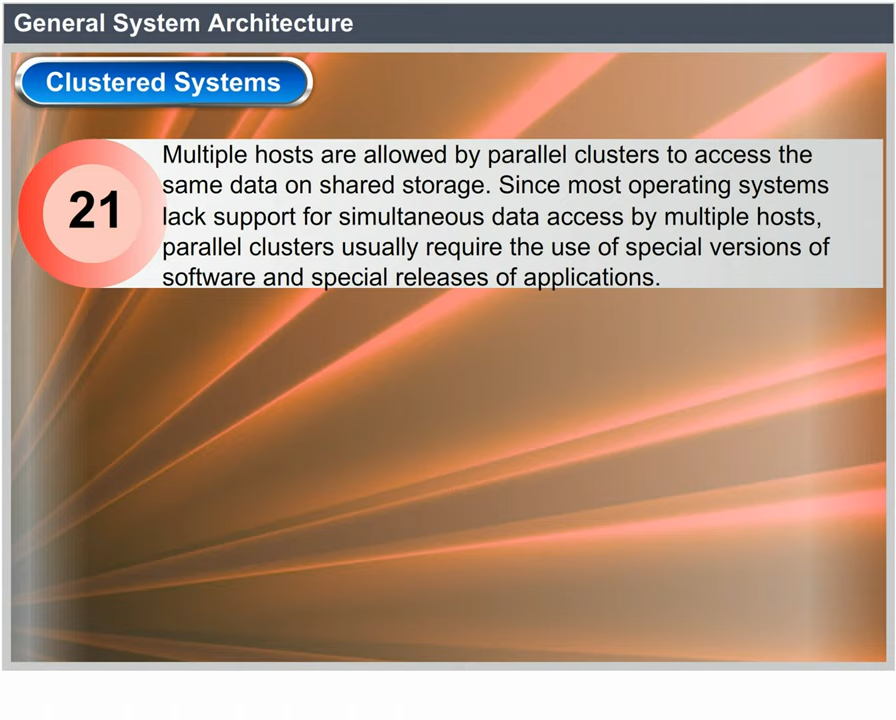 General System Architecture
Clustered Systems
21
Multiple hosts are allowed by parallel clusters to access the
same data on shared storage. Since most operating systems
lack support for simultaneous data access by multiple hosts,
parallel clusters usually require the use of special versions of
software and special releases of applications.